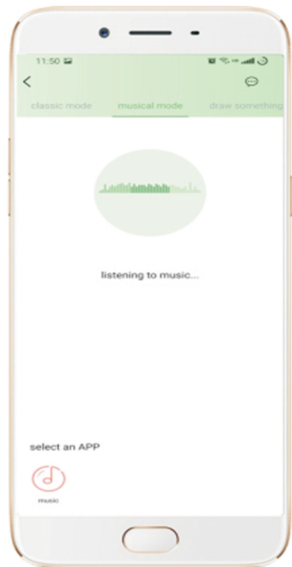 11:50
classic mode musical mode draw something
listening to music...
select an APP
music